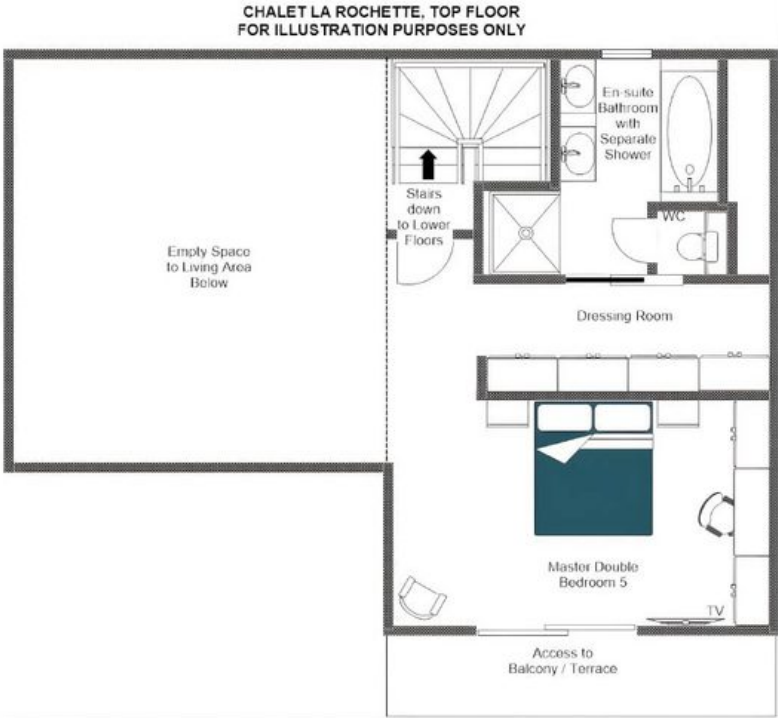 CHALET LA ROCHETTE, TOP FLOOR
FOR ILLUSTRATION PURPOSES ONLY
En-suite
Bathroom
with
Separate
Shower
Stairs
down
to Lower
Floors
WC
Empty Space
to Living Area
Below
Dressing Room
Master Double
Bedroom 5
TV
Access to
Balcony / Terrace